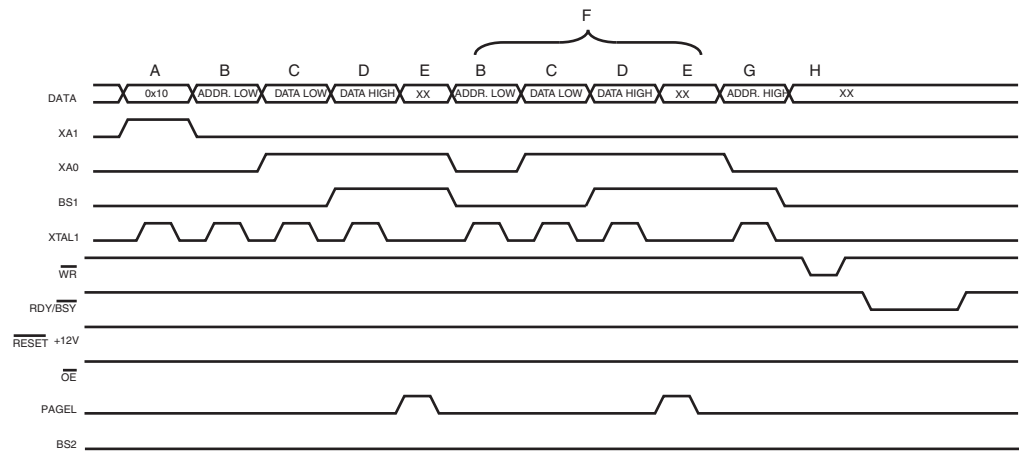 F
A B C D E B C D E G H
DATA 0x10 ADDR. LOW DATA LOW DATA HIGH XX ADDR. LOW DATA LOW DATA HIGH XX ADDR. HIGH XX
XA1
XA0
BS1
XTAL1
WR
RDY/BSY
RESET +12V
OE
PAGEL
BS2